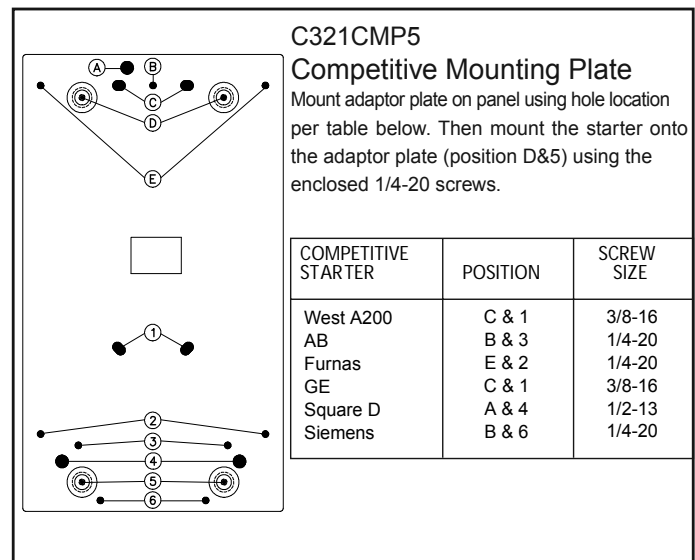 C321CMP5
Competitive Mounting Plate
Mount adaptor plate on panel using hole location
per table below. Then mount the starter onto
the adaptor plate (position D&5) using the
enclosed 1/4-20 screws.
A
B
C
D
E
1
2
3
4
5
6
COMPETITIVE STARTER POSITION SCREW SIZE
West A200 C & 1 3/8-16
AB B & 3 1/4-20
Furnas E & 2 1/4-20
GE C & 1 3/8-16
Square D A & 4 1/2-13
Siemens B & 6 1/4-20